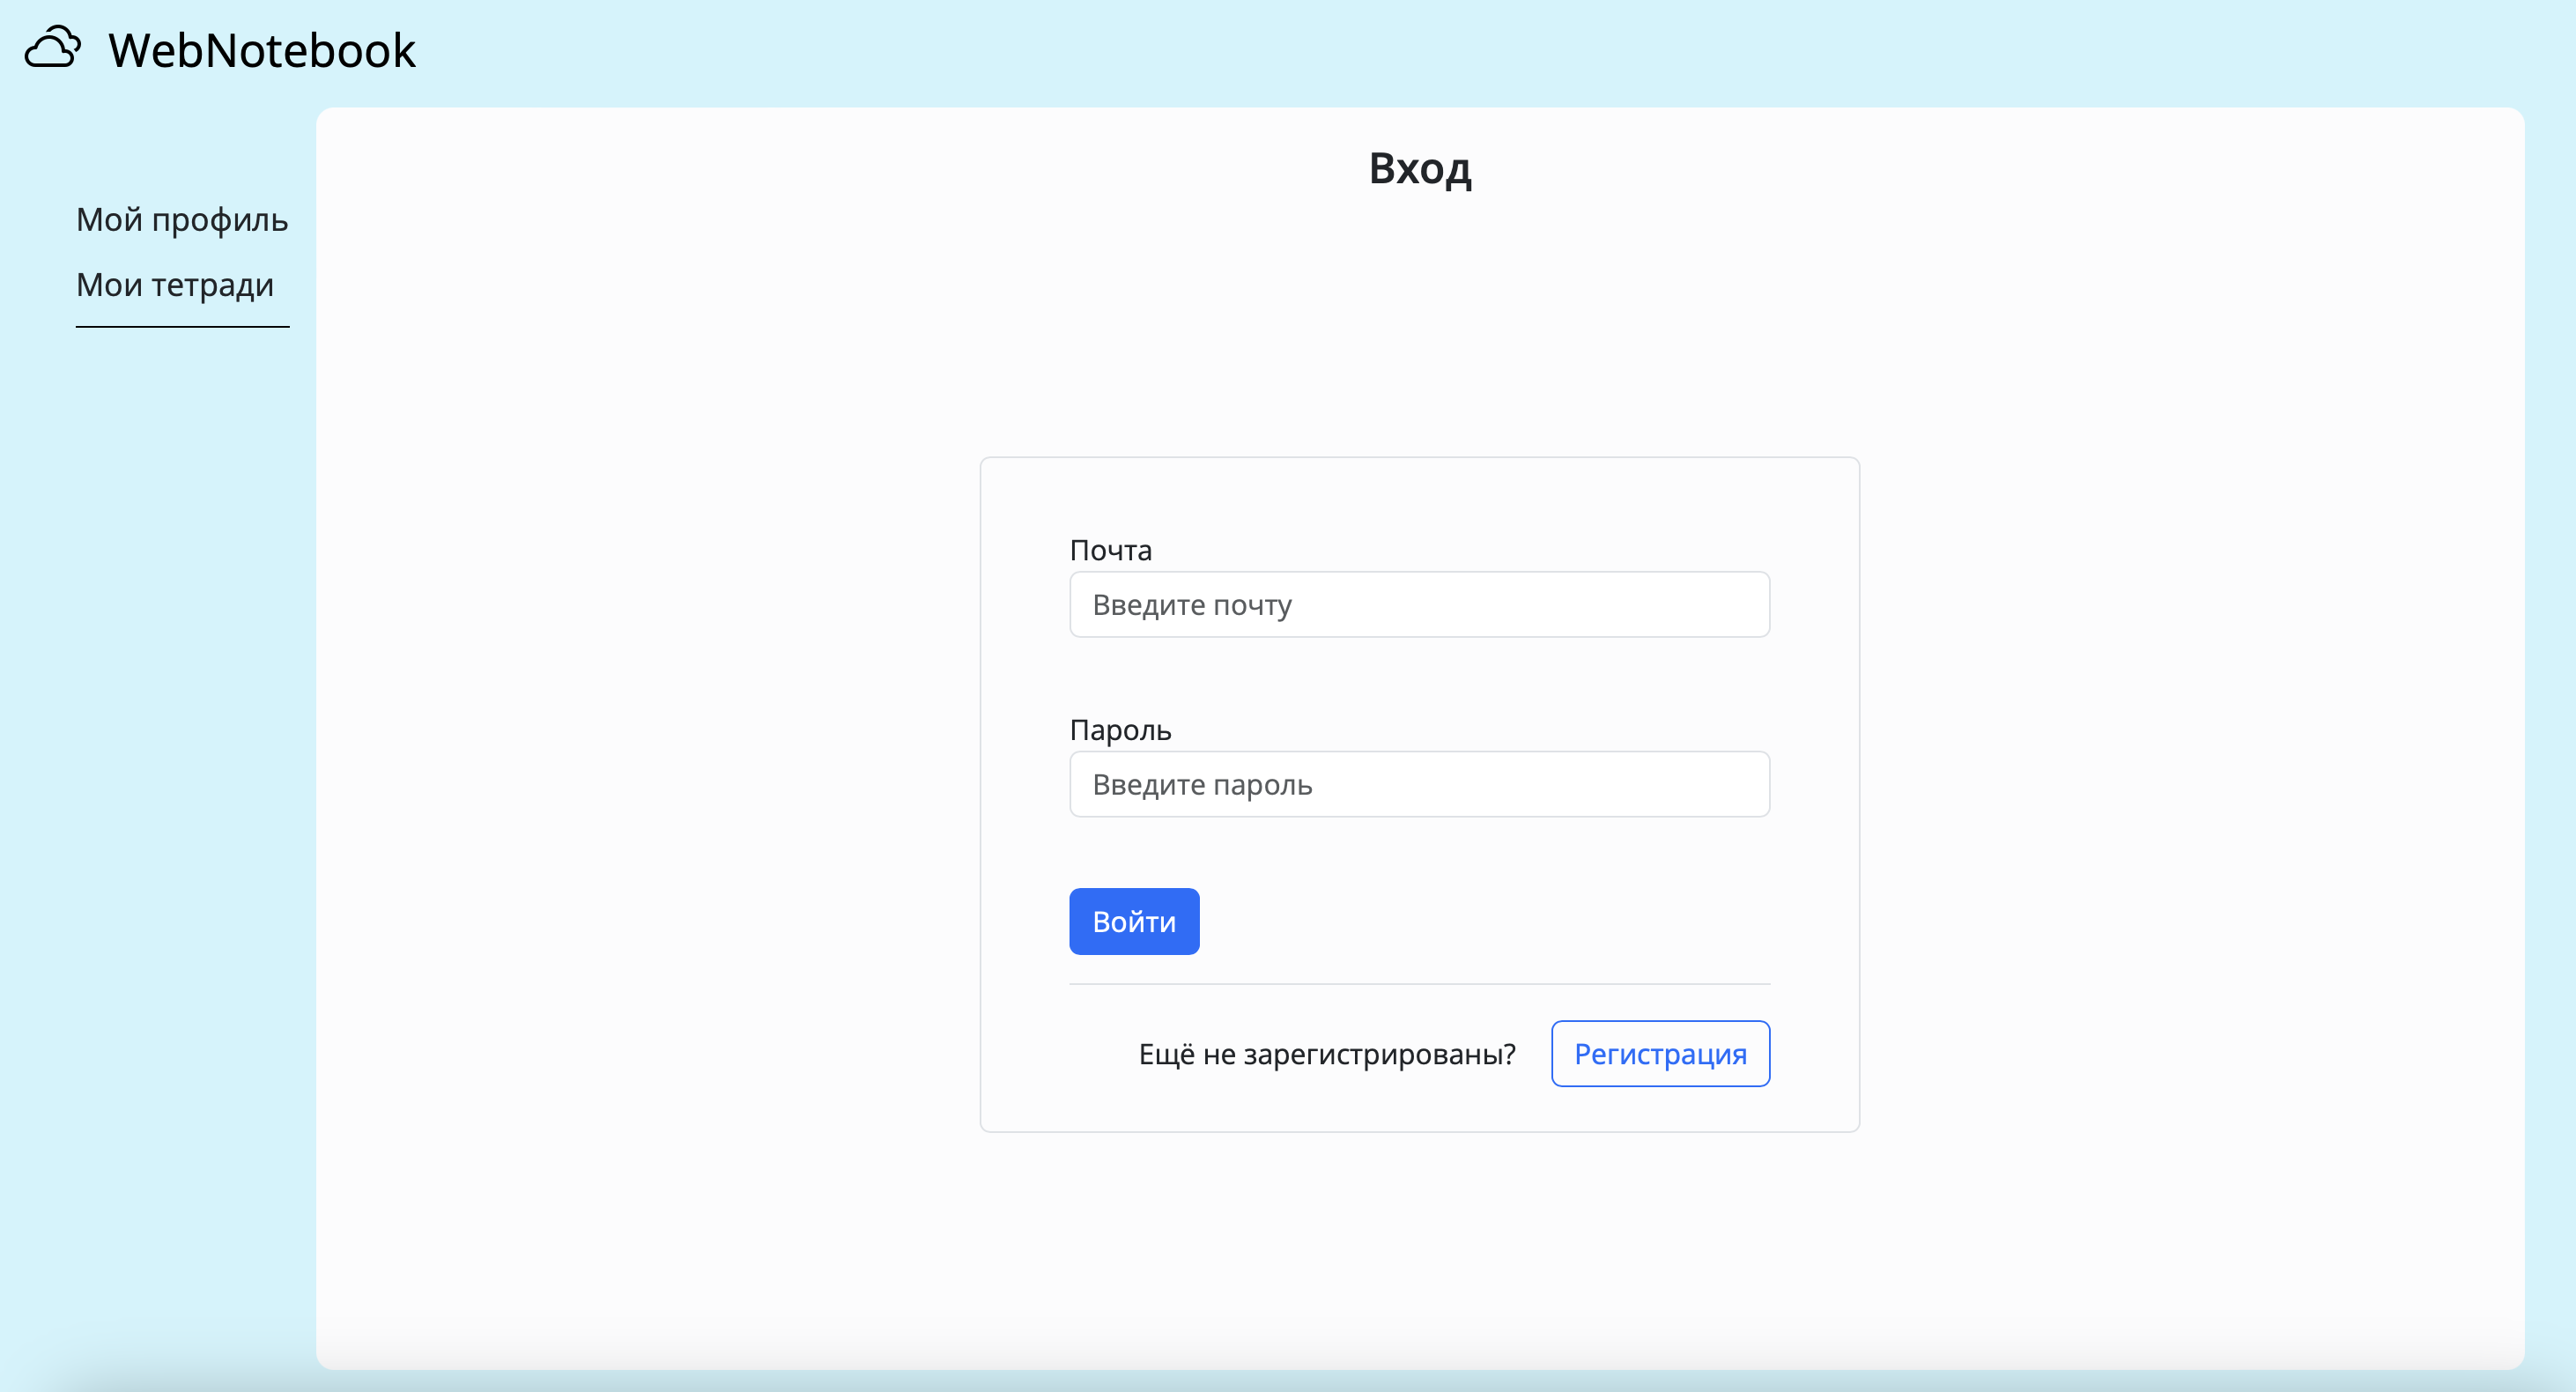 WebNotebook
Мой профиль
Мои тетради
Вход
Почта
Введите почту
Пароль
Введите пароль
Войти
Ещё не зарегистрированы? Регистрация